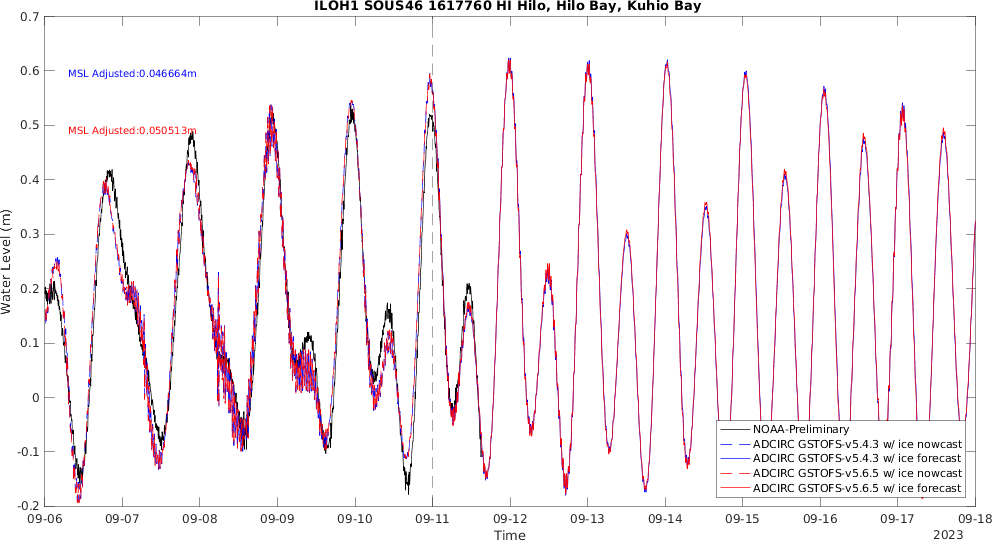 ILOH1 SOUS46 1617760 HI Hilo, Hilo Bay, Kuhio Bay
0.7
0.6
0.5
0.4
0.3
0.2
0.1
0
-0.1
-0.2
Water Level (m)
MSL Adjusted:0.046664m
MSL Adjusted:0.050513m
NOAA-Preliminary
ADCIRC GSTOFS-v5.4.3 w/ ice nowcast
ADCIRC GSTOFS-v5.4.3 w/ ice forecast
ADCIRC GSTOFS-v5.6.5 w/ ice nowcast
ADCIRC GSTOFS-v5.6.5 w/ ice forecast
09-06 09-07 09-08 09-09 09-10 09-11 09-12 09-13 09-14 09-15 09-16 09-17 09-18
Time
2023